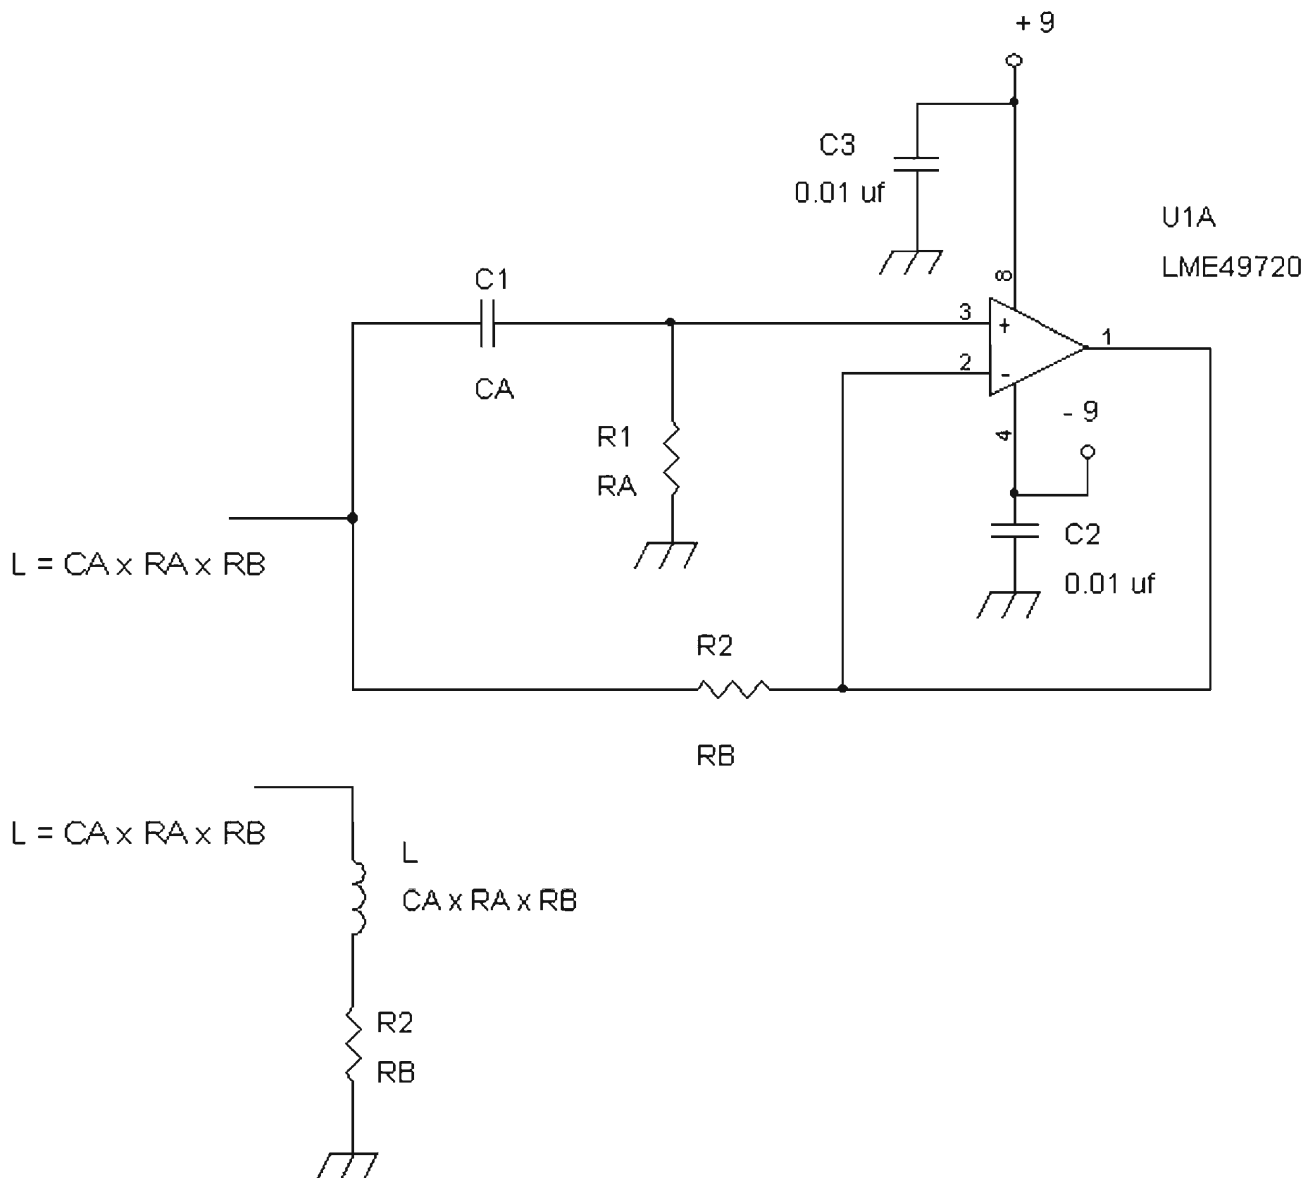 + 9
C3
0.01 uf
U1A
LME49720
8
C1
3
+
1
2
-
CA
- 9
R1
4
RA
C2
L = CA x RA x RB
0.01 uf
R2
RB
L = CA x RA x RB
L
CA x RA x RB
R2
RB